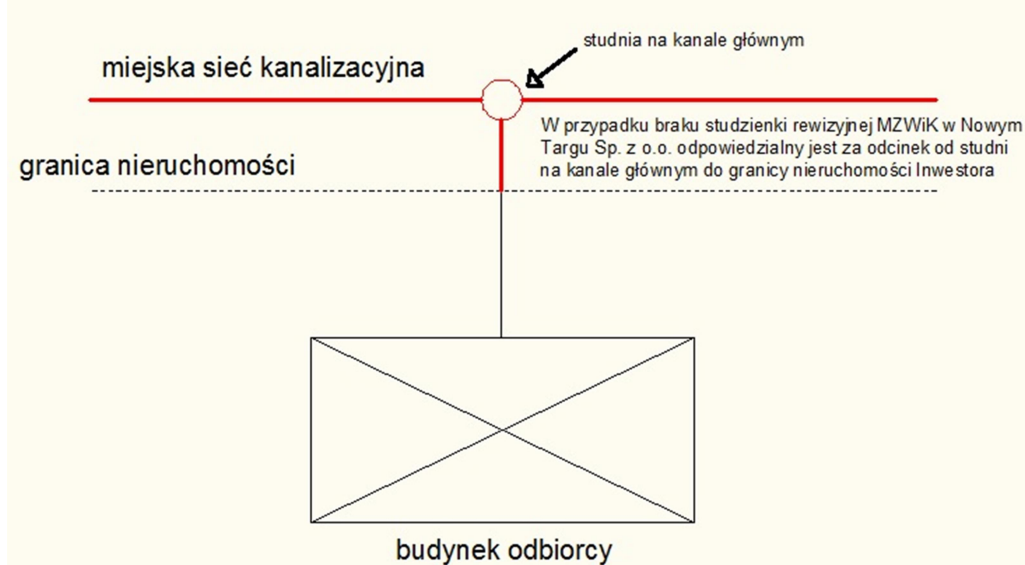 studnia na kanale głównym
miejska sieć kanalizacyjna
W przypadku braku studzienki rewizyjnej MZWiK w Nowym
Targu Sp. z o.o. odpowiedzialny jest za odcinek od studni
na kanale głównym do granicy nieruchomości Inwestora
granica nieruchomości
budynek odbiorcy